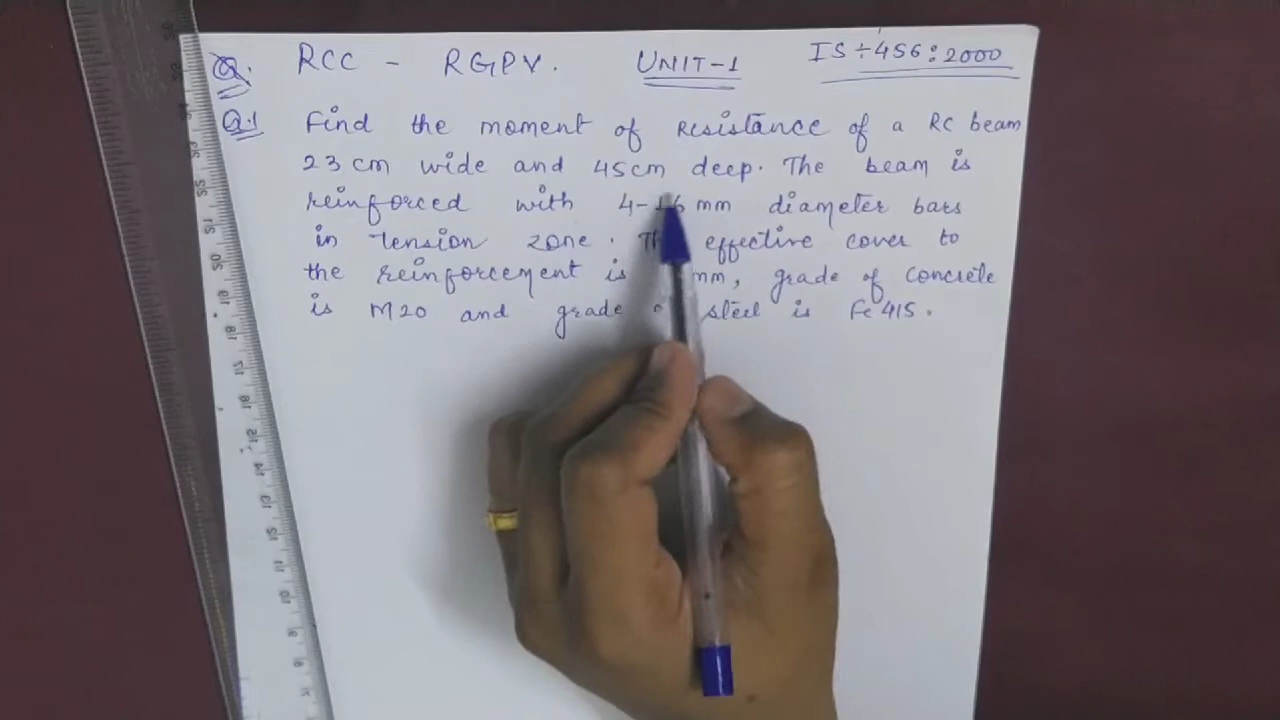 Q. RCC - RGPV. UNIT-1 IS÷456:2000
Q.1 Find the moment of resistance of a RC beam
23 cm wide and 45cm deep. The beam is
reinforced with 4-16 mm diameter bars
in tension zone. effective cover to
the reinforcement is mm, grade of concrete
is M20 and grade steel is Fe 415.